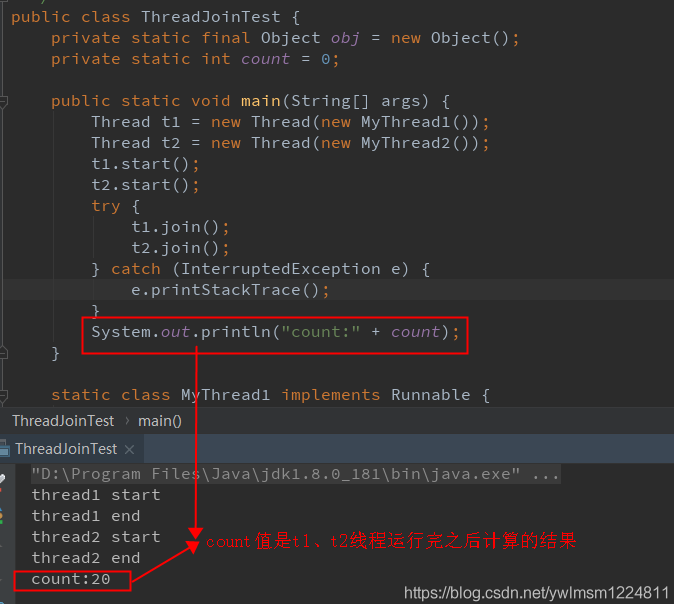 public class ThreadJoinTest {
private static final Object obj = new Object();
private static int count = 0;
public static void main(String[] args) {
Thread t1 = new Thread(new MyThread1());
Thread t2 = new Thread(new MyThread2());
t1.start();
t2.start();
try {
t1.join();
t2.join();
} catch (InterruptedException e) {
e.printStackTrace();
}
System.out.println("count:" + count);
}
static class MyThread1 implements Runnable {
ThreadJoinTest › main()
ThreadJoinTest ×
"D:\Program Files\Java\jdk1.8.0_181\bin\java.exe" ...
thread1 start
thread1 end
thread2 start
thread2 end
count:20
count值是t1、t2线程运行完之后计算的结果
https://blog.csdn.net/ywlmsm1224811